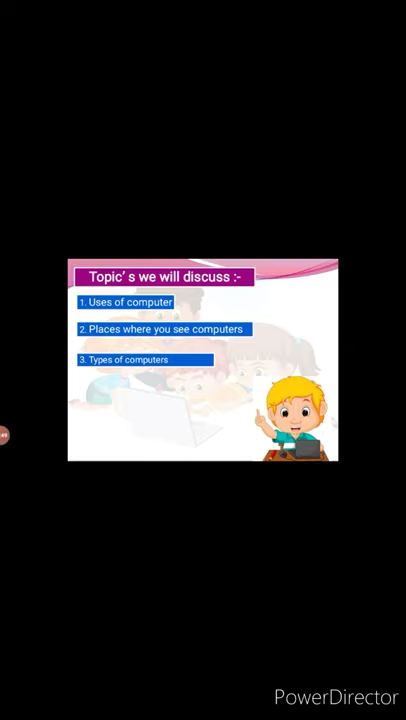 Topic' s we will discuss :-
1. Uses of computer
2. Places where you see computers
3. Types of computers
:49
PowerDirector